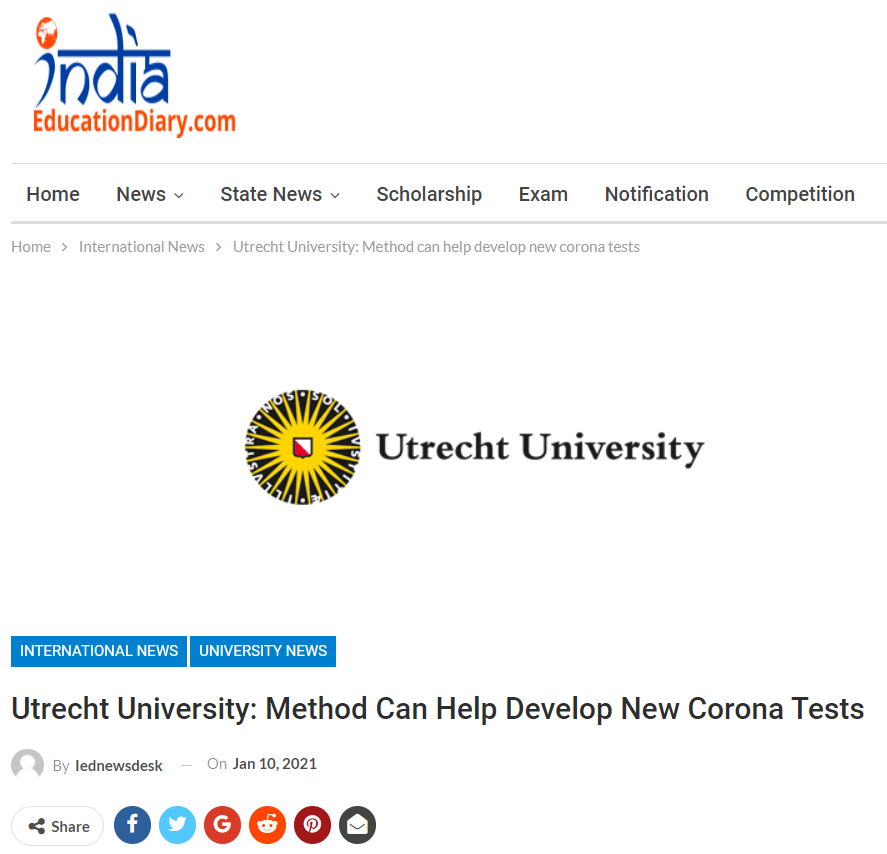 india
EducationDiary.com
Home News State News Scholarship Exam Notification Competition
Home > International News > Utrecht University: Method can help develop new corona tests
SOL IVSTITIÆ ILLVSTRA NOS
Utrecht University
INTERNATIONAL NEWS UNIVERSITY NEWS
Utrecht University: Method Can Help Develop New Corona Tests
By Iednewsdesk — On Jan 10, 2021
Share